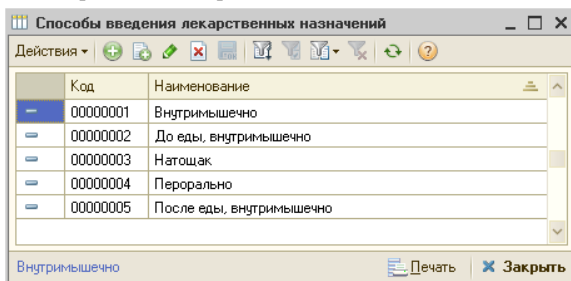 Способы введения лекарственных назначений
Действия
Код Наименование
00000001 Внутримышечно
00000002 До еды, внутримышечно
00000003 Натощак
00000004 Перорально
00000005 После еды, внутримышечно
Внутримышечно Печать Закрыть